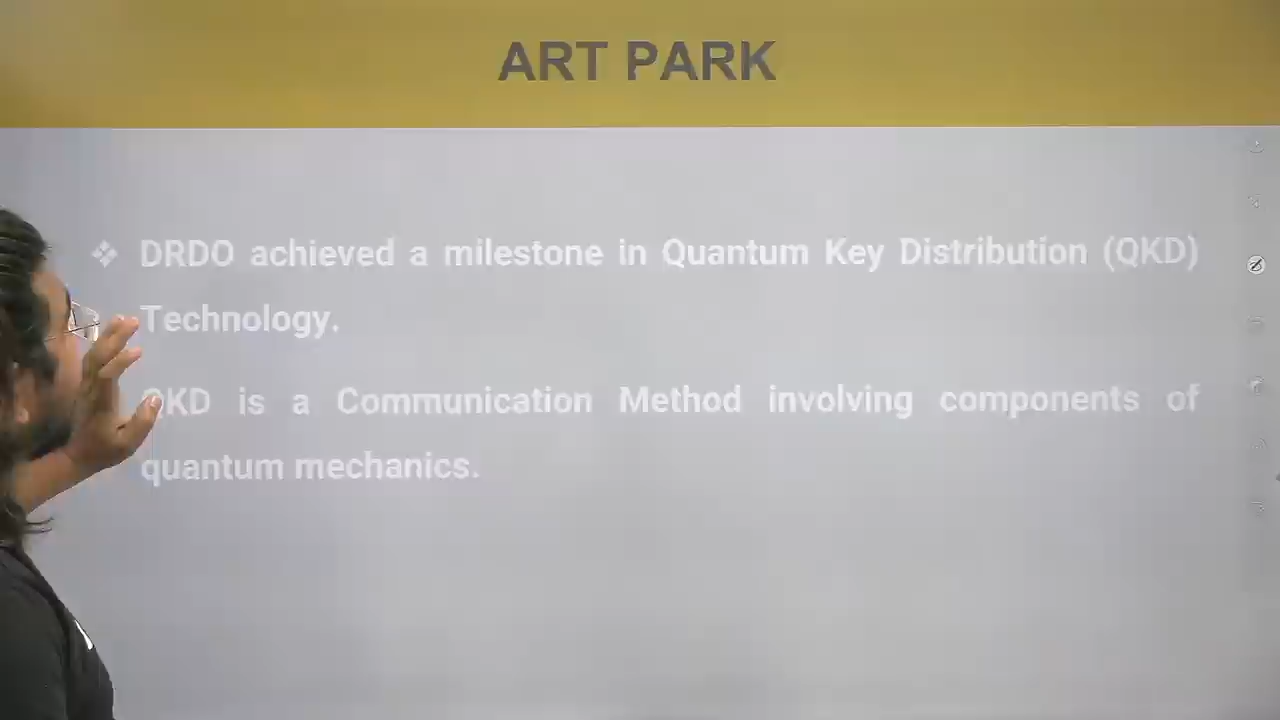 ART PARK
❖ DRDO achieved a milestone in Quantum Key Distribution (QKD)
Technology.
QKD is a Communication Method involving components of
quantum mechanics.